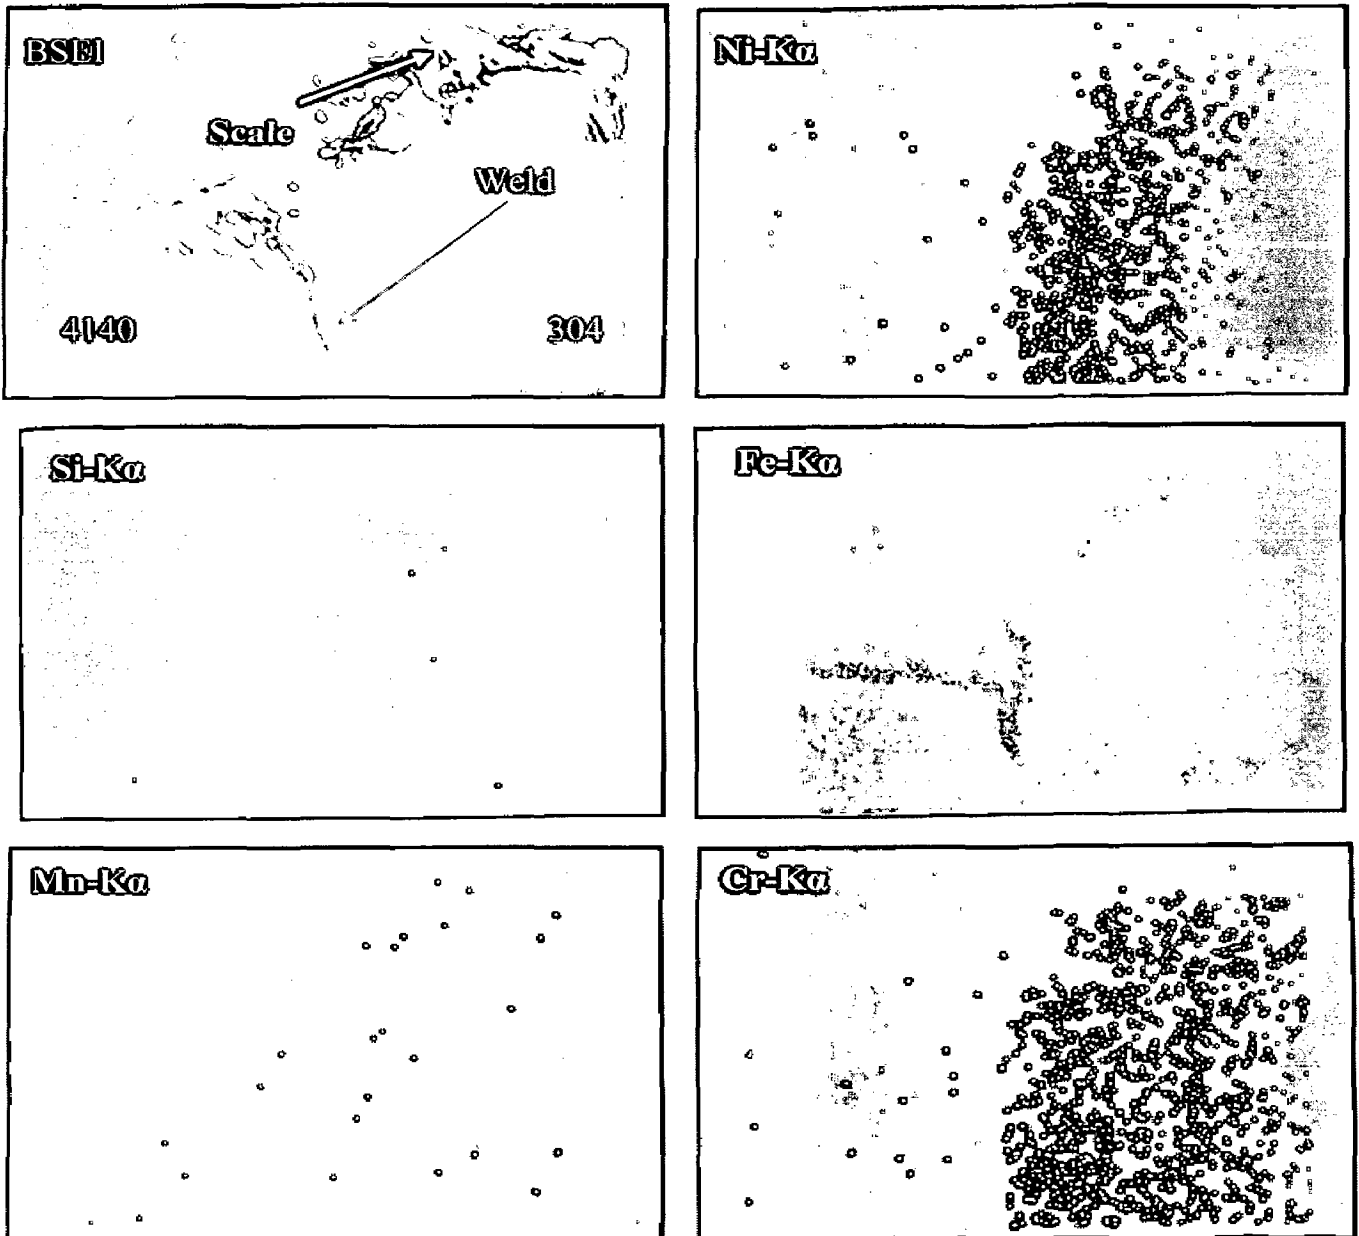 BSEI
Scale
Weld
4140
304
Ni-Kα
Si-Kα
Fe-Kα
Mn-Kα
Cr-Kα